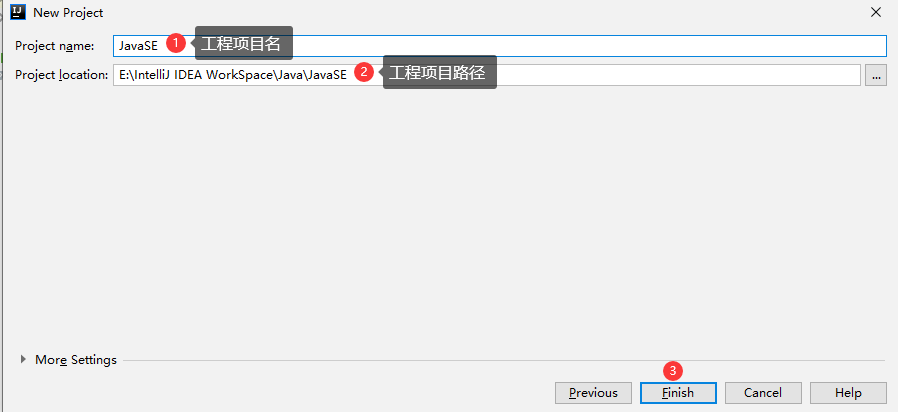 New Project
Project name: JavaSE 1 工程项目名
Project location: E:\IntelliJ IDEA WorkSpace\Java\JavaSE 2 工程项目路径 ...
More Settings
3
Previous Finish Cancel Help